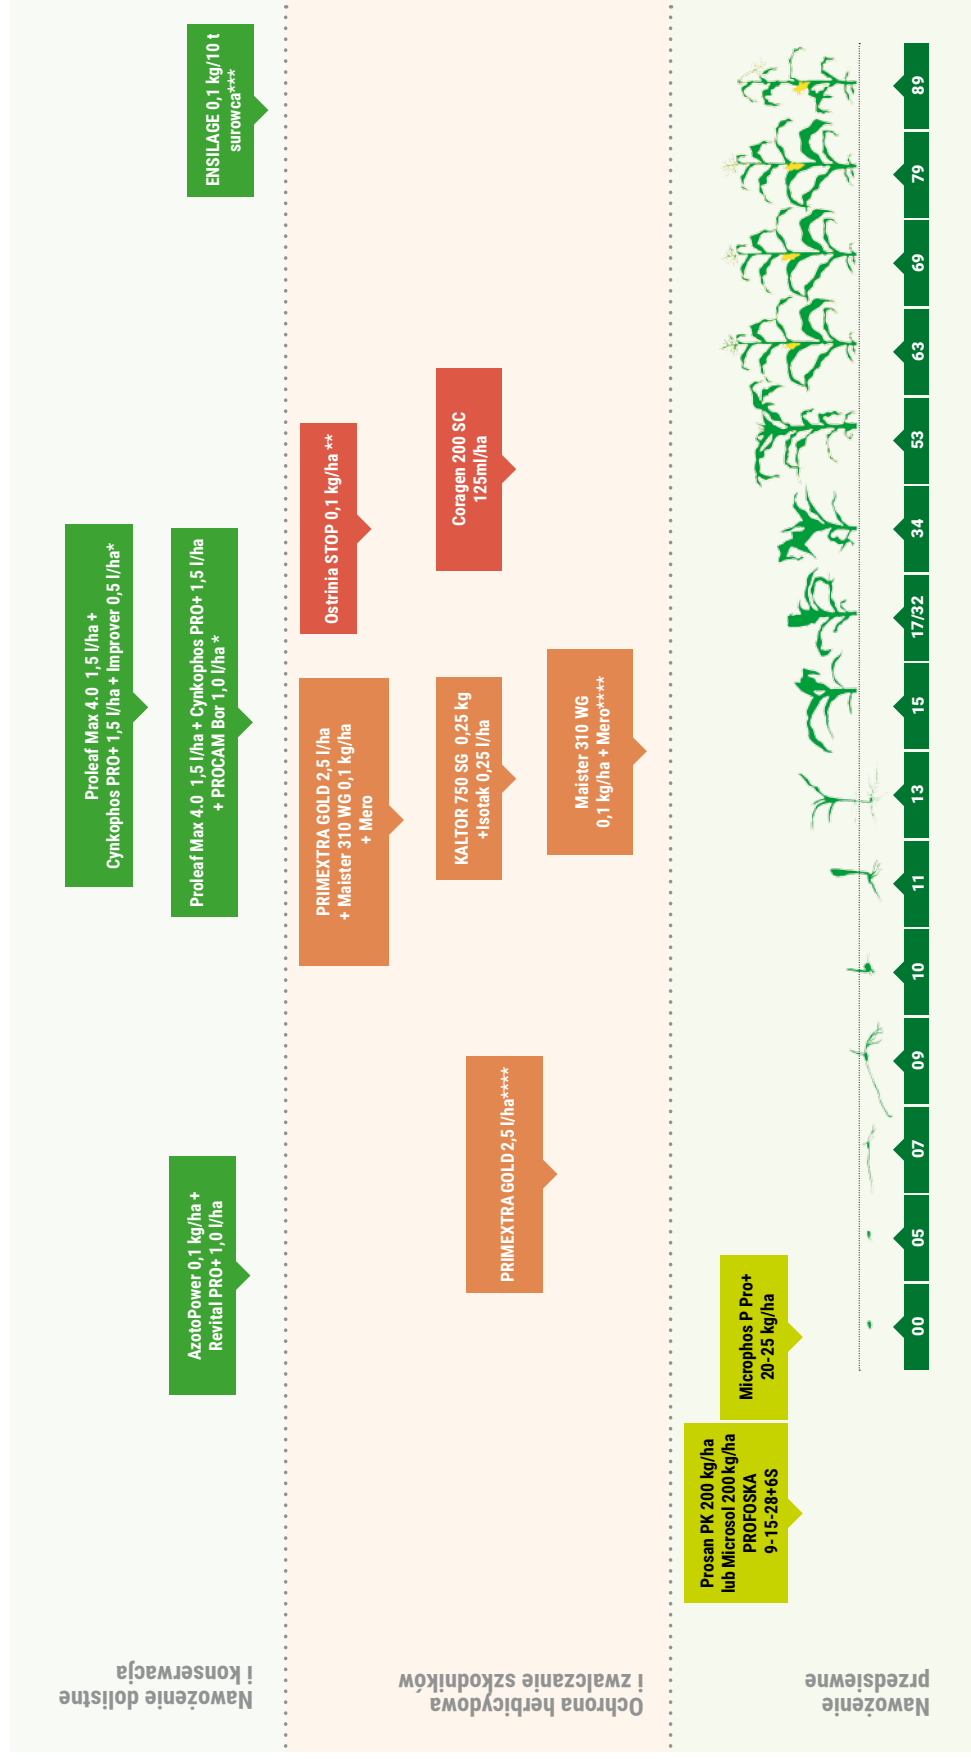 Nawożenie dolistne
i konserwacja
AzotoPower 0,1 kg/ha +
Revital PRO+ 1,0 l/ha
Proleaf Max 4.0 1,5 l/ha +
Cynkophos PRO+ 1,5 l/ha + Improver 0,5 l/ha*
Proleaf Max 4.0 1,5 l/ha + Cynkophos PRO+ 1,5 l/ha
+ PROCAM Bor 1,0 l/ha *
ENSILAGE 0,1 kg/10 t
surowca***
Ochrona herbicydowa
i zwalczanie szkodników
PRIMEXTRA GOLD 2,5 l/ha****
PRIMEXTRA GOLD 2,5 l/ha
+ Maister 310 WG 0,1 kg/ha
+ Mero
KALTOR 750 SG 0,25 kg
+Isotak 0,25 l/ha
Maister 310 WG
0,1 kg/ha + Mero****
Ostrinia STOP 0,1 kg/ha **
Coragen 200 SC
125ml/ha
Nawożenie
przedsiewne
Prosan PK 200 kg/ha
lub Microsol 200 kg/ha
PROFOSKA
9-15-28+6S
Microphos P Pro+
20-25 kg/ha
00
05
07
09
10
11
13
15
17/32
34
53
63
69
79
89